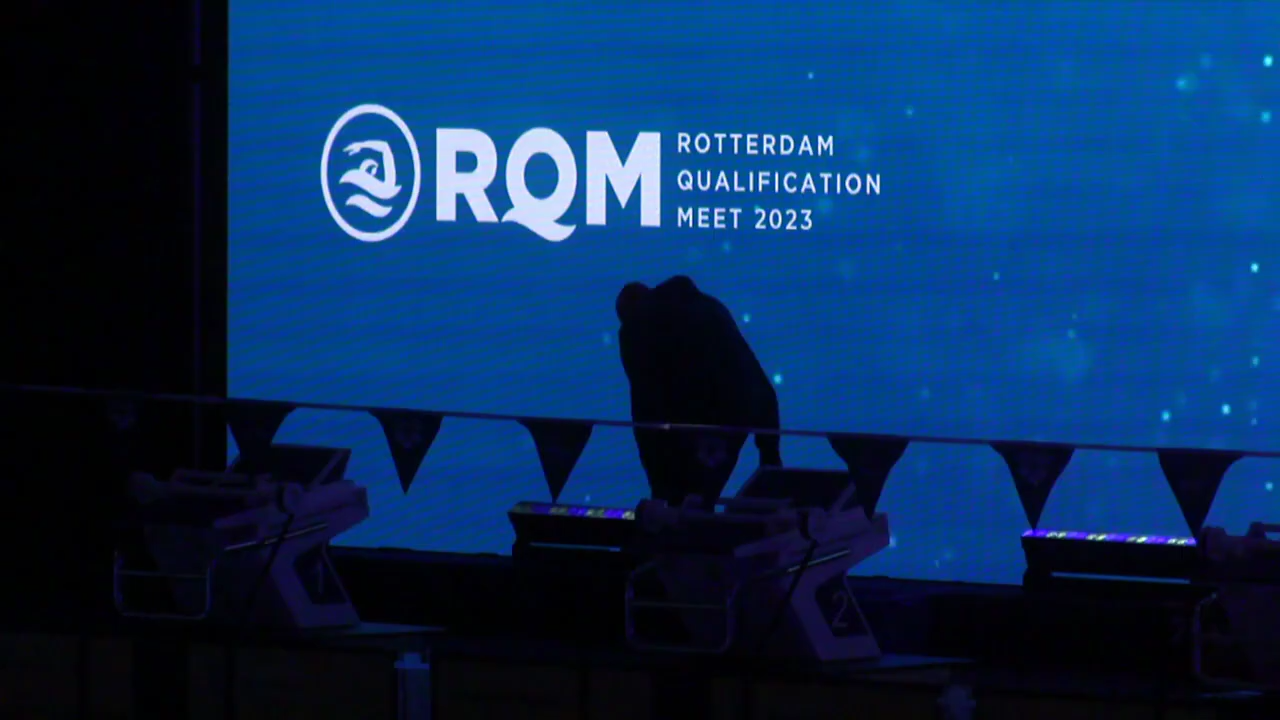 RQM
ROTTERDAM
QUALIFICATION
MEET 2023
1
2